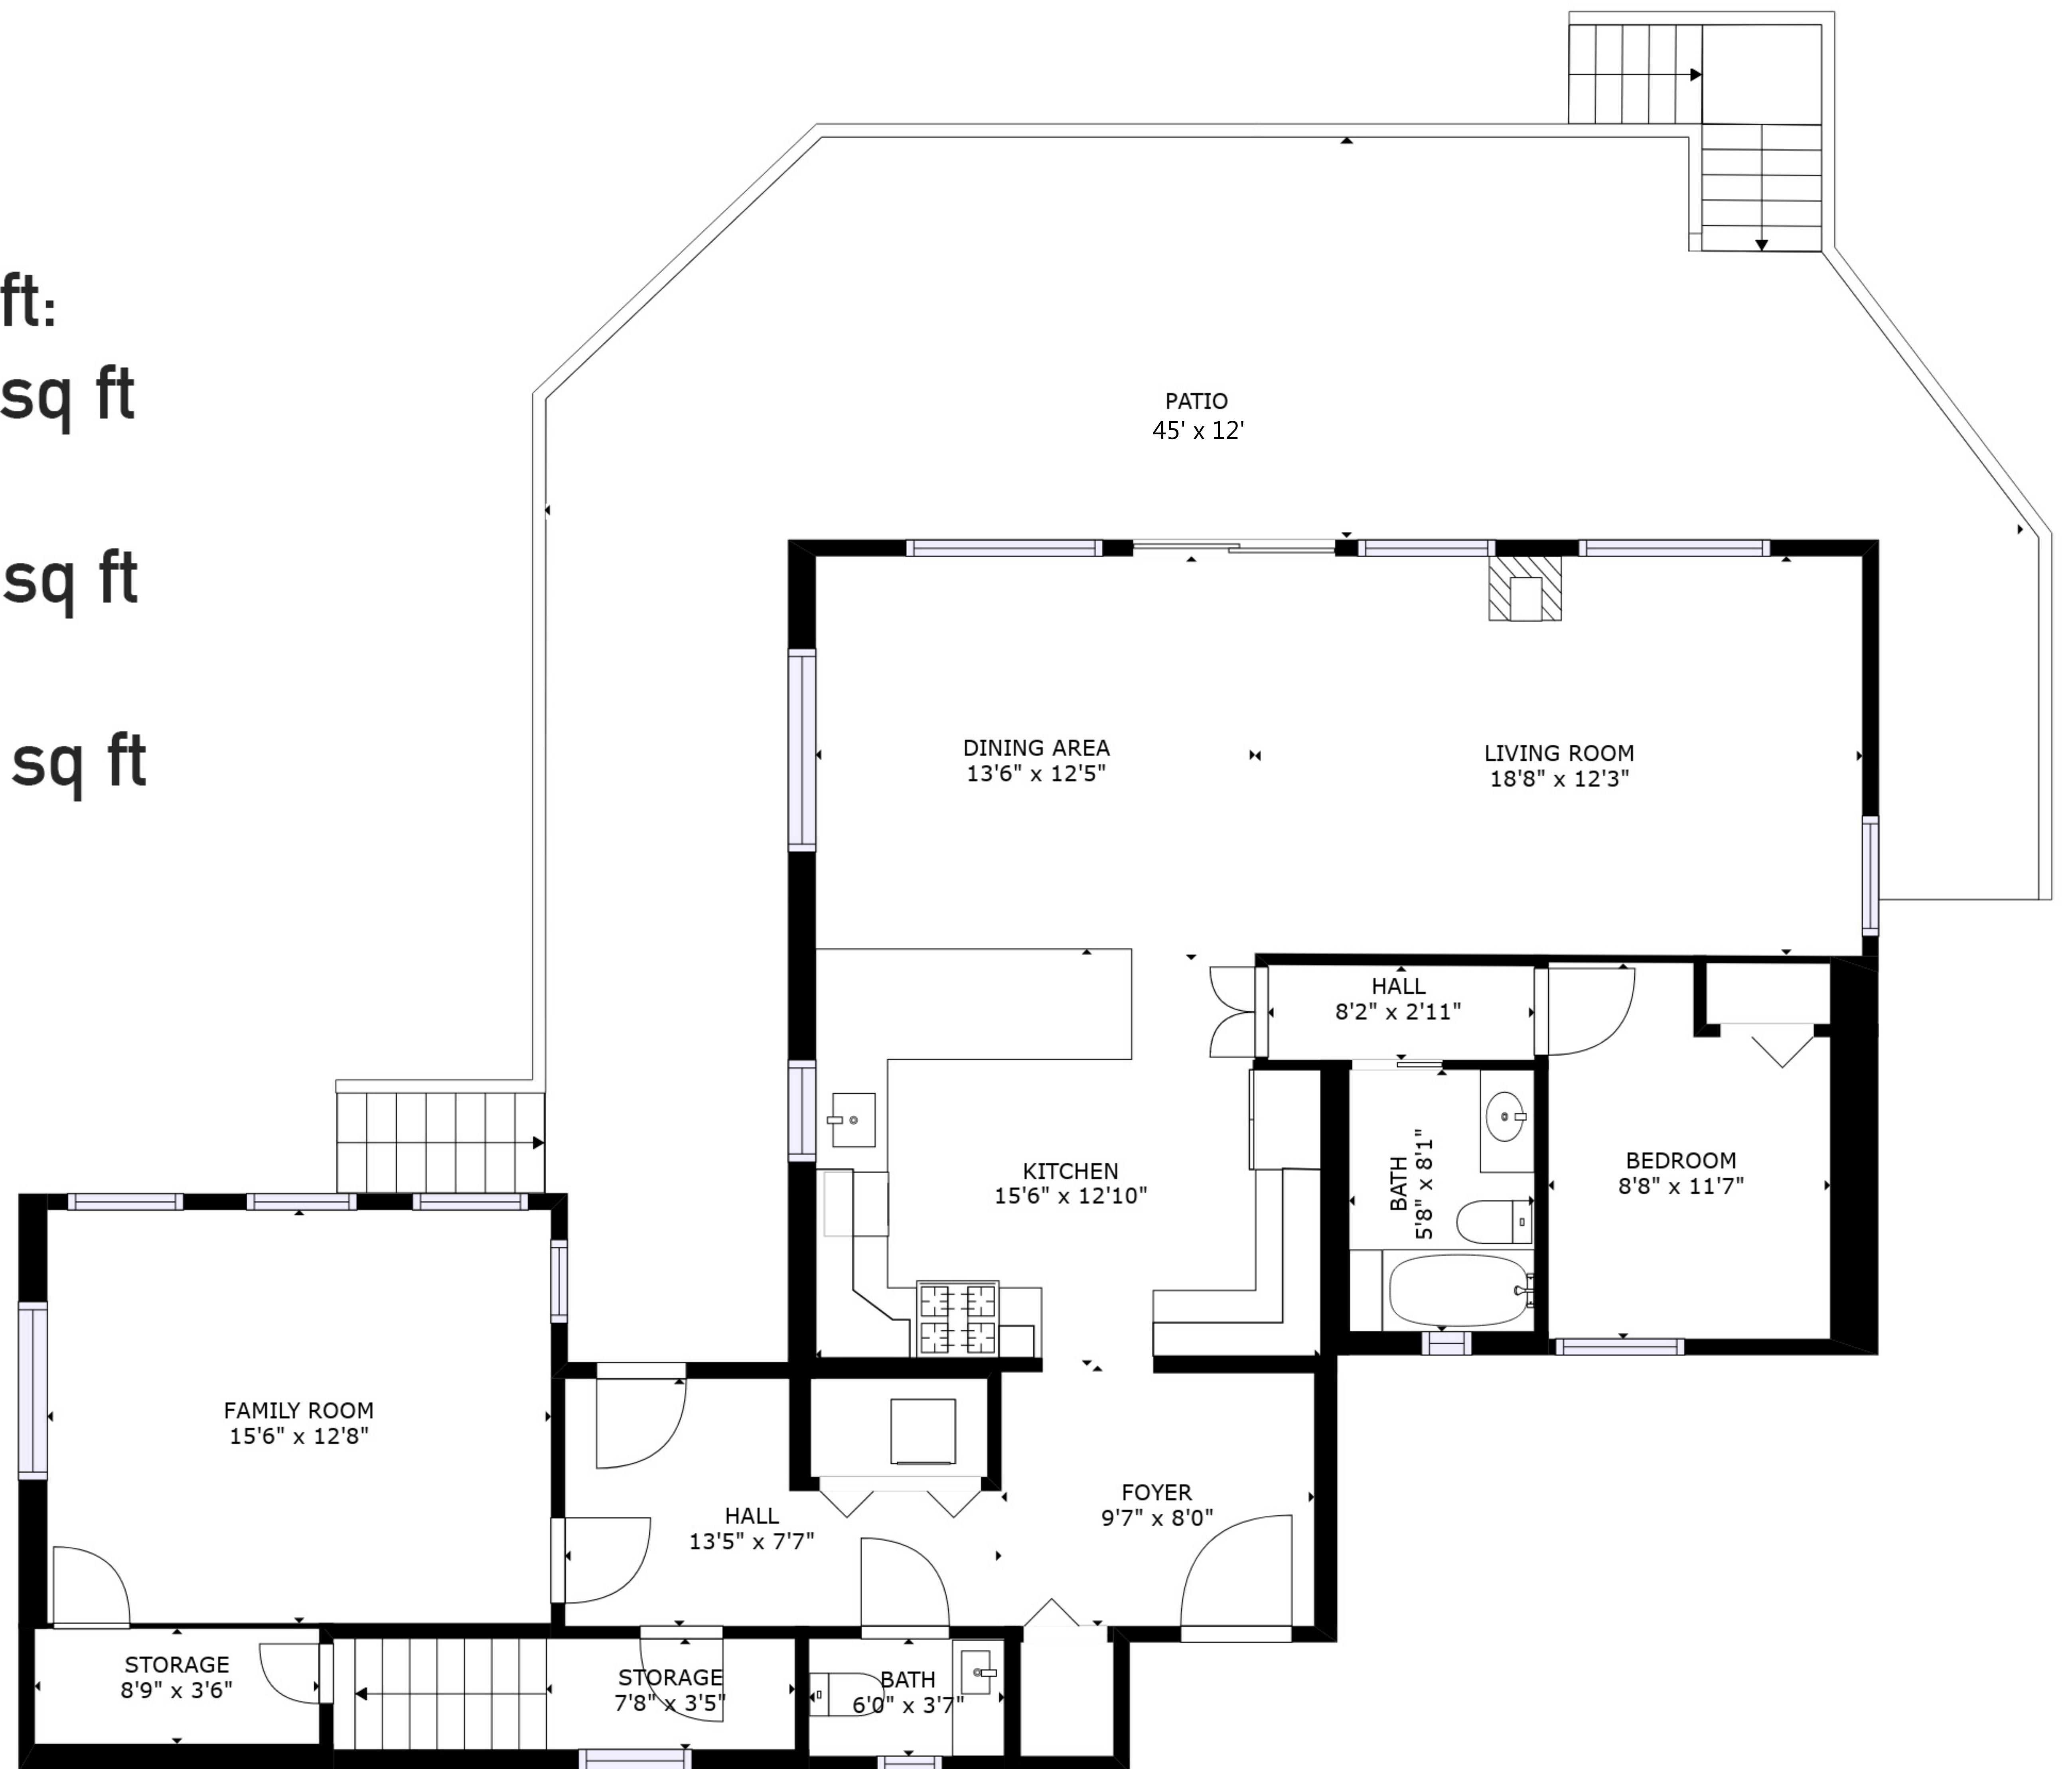 ft:
sq ft
sq ft
sq ft
PATIO
45' x 12'
DINING AREA
13'6" x 12'5"
LIVING ROOM
18'8" x 12'3"
HALL
8'2" x 2'11"
KITCHEN
15'6" x 12'10"
BATH
5'8" x 8'1"
BEDROOM
8'8" x 11'7"
FAMILY ROOM
15'6" x 12'8"
HALL
13'5" x 7'7"
FOYER
9'7" x 8'0"
STORAGE
8'9" x 3'6"
STORAGE
7'8" x 3'5"
BATH
6'0" x 3'7"